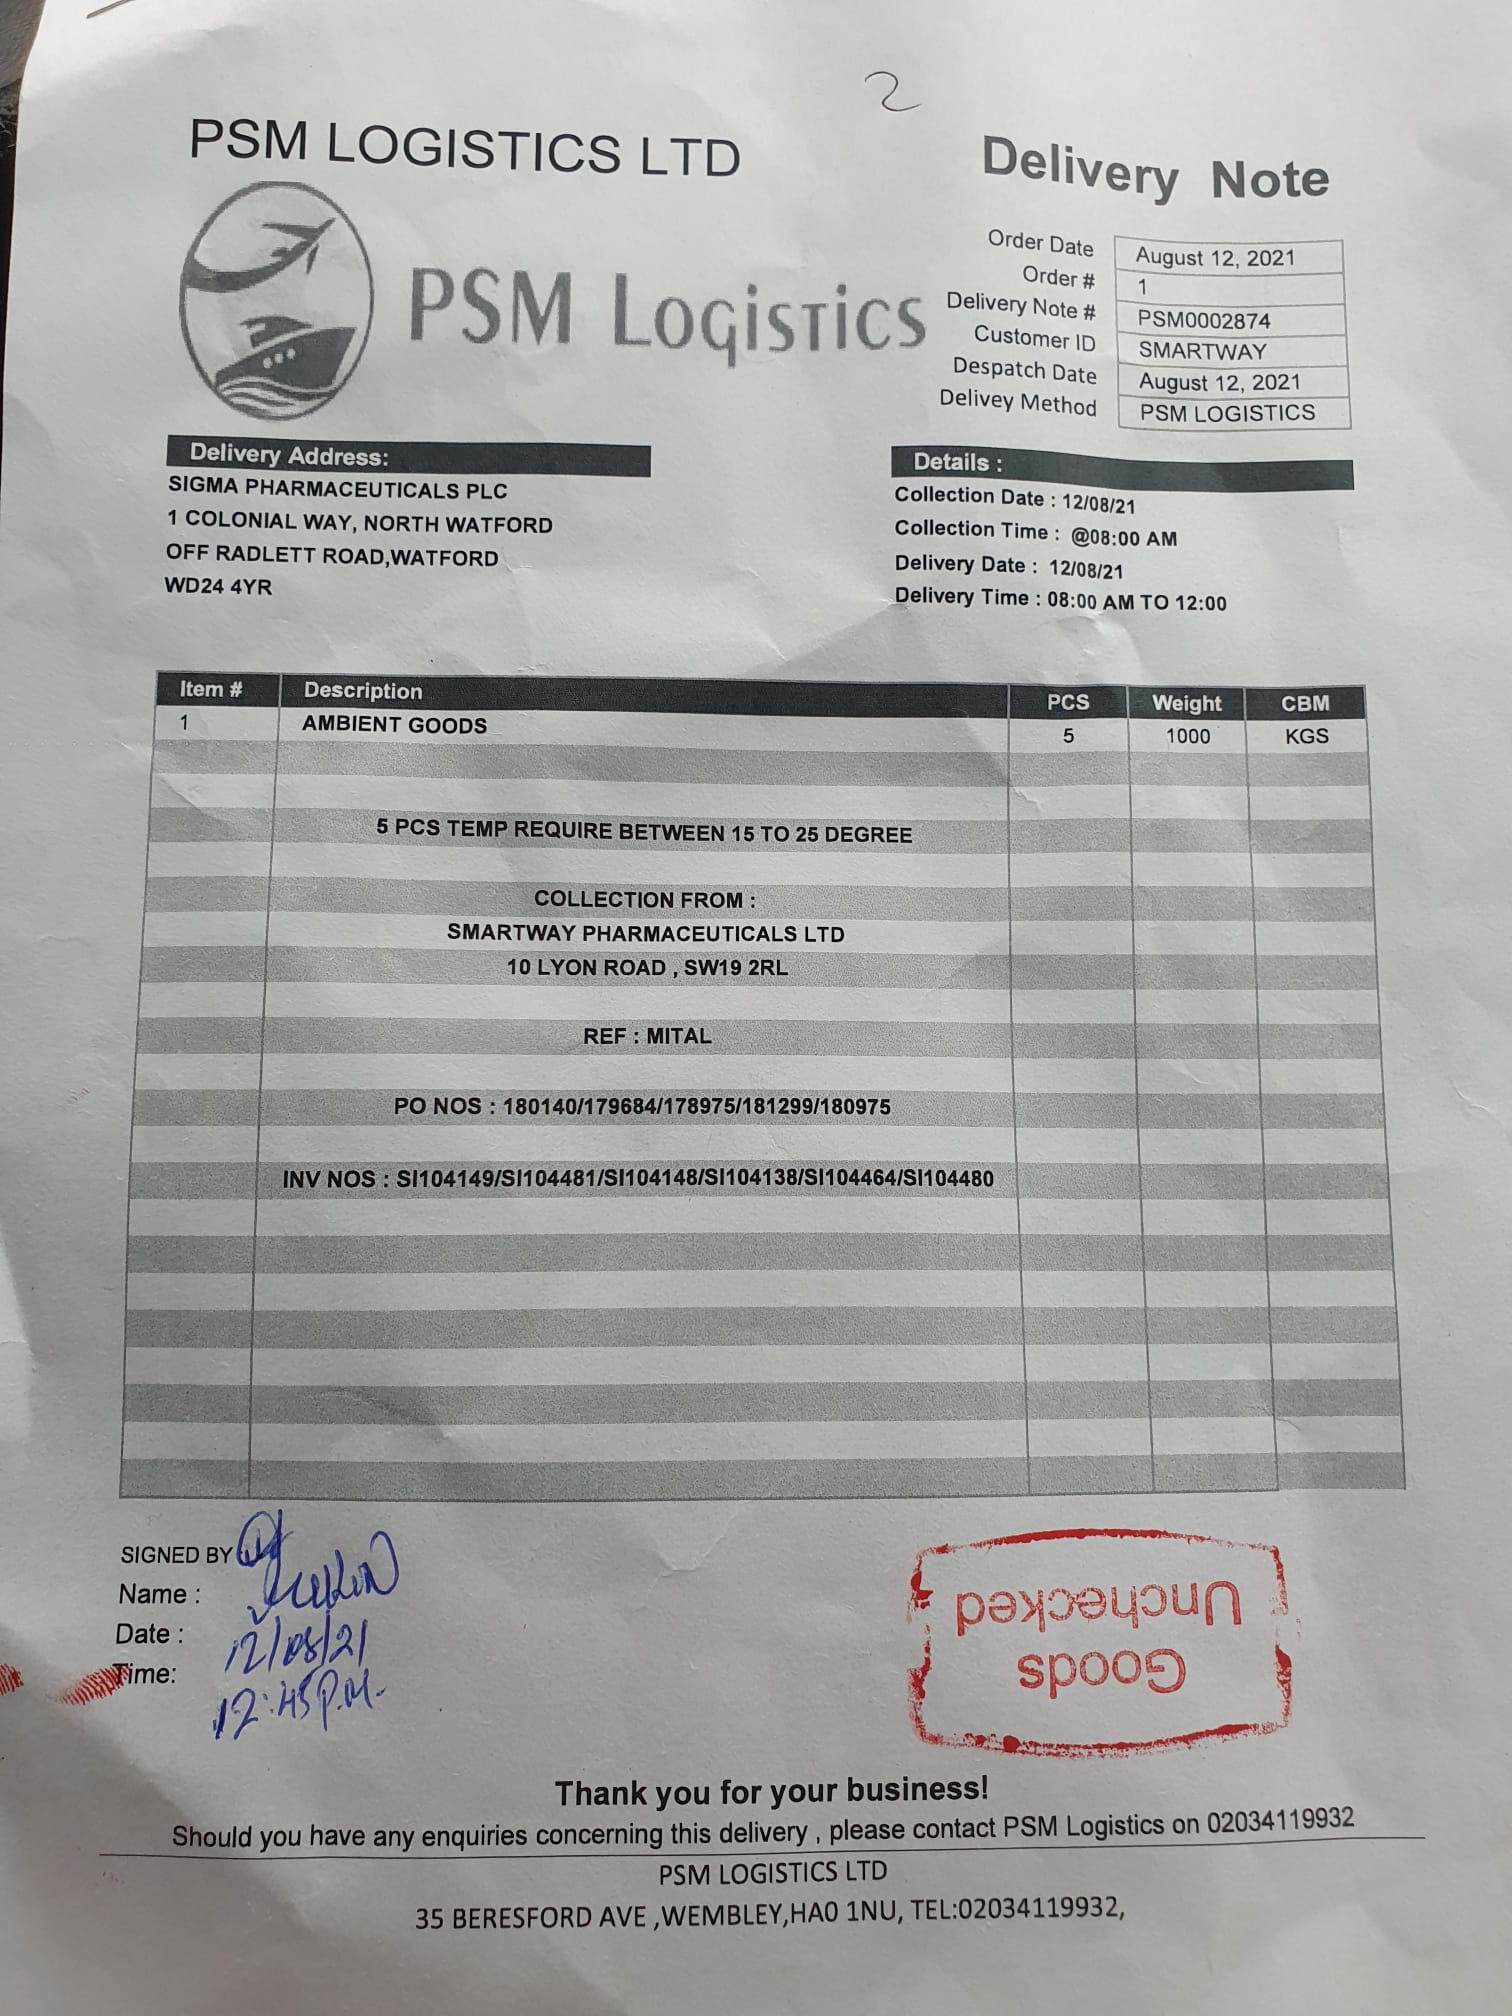 2
PSM LOGISTICS LTD
PSM Logistics
Delivery Note
Order Date August 12, 2021
Order # 1
Delivery Note # PSM0002874
Customer ID SMARTWAY
Despatch Date August 12, 2021
Delivey Method PSM LOGISTICS
Delivery Address:
SIGMA PHARMACEUTICALS PLC
1 COLONIAL WAY, NORTH WATFORD
OFF RADLETT ROAD,WATFORD
WD24 4YR
Details :
Collection Date : 12/08/21
Collection Time : @08:00 AM
Delivery Date : 12/08/21
Delivery Time : 08:00 AM TO 12:00
Item # Description PCS Weight CBM
1 AMBIENT GOODS 5 1000 KGS
5 PCS TEMP REQUIRE BETWEEN 15 TO 25 DEGREE
COLLECTION FROM :
SMARTWAY PHARMACEUTICALS LTD
10 LYON ROAD , SW19 2RL
REF : MITAL
PO NOS : 180140/179684/178975/181299/180975
INV NOS : SI104149/SI104481/SI104148/SI104138/SI104464/SI104480
SIGNED BY
Name :
Date : 12/08/21
Time: 12:45 P.M.
Goods
Unchecked
Thank you for your business!
Should you have any enquiries concerning this delivery , please contact PSM Logistics on 02034119932
PSM LOGISTICS LTD
35 BERESFORD AVE ,WEMBLEY,HA0 1NU, TEL:02034119932,